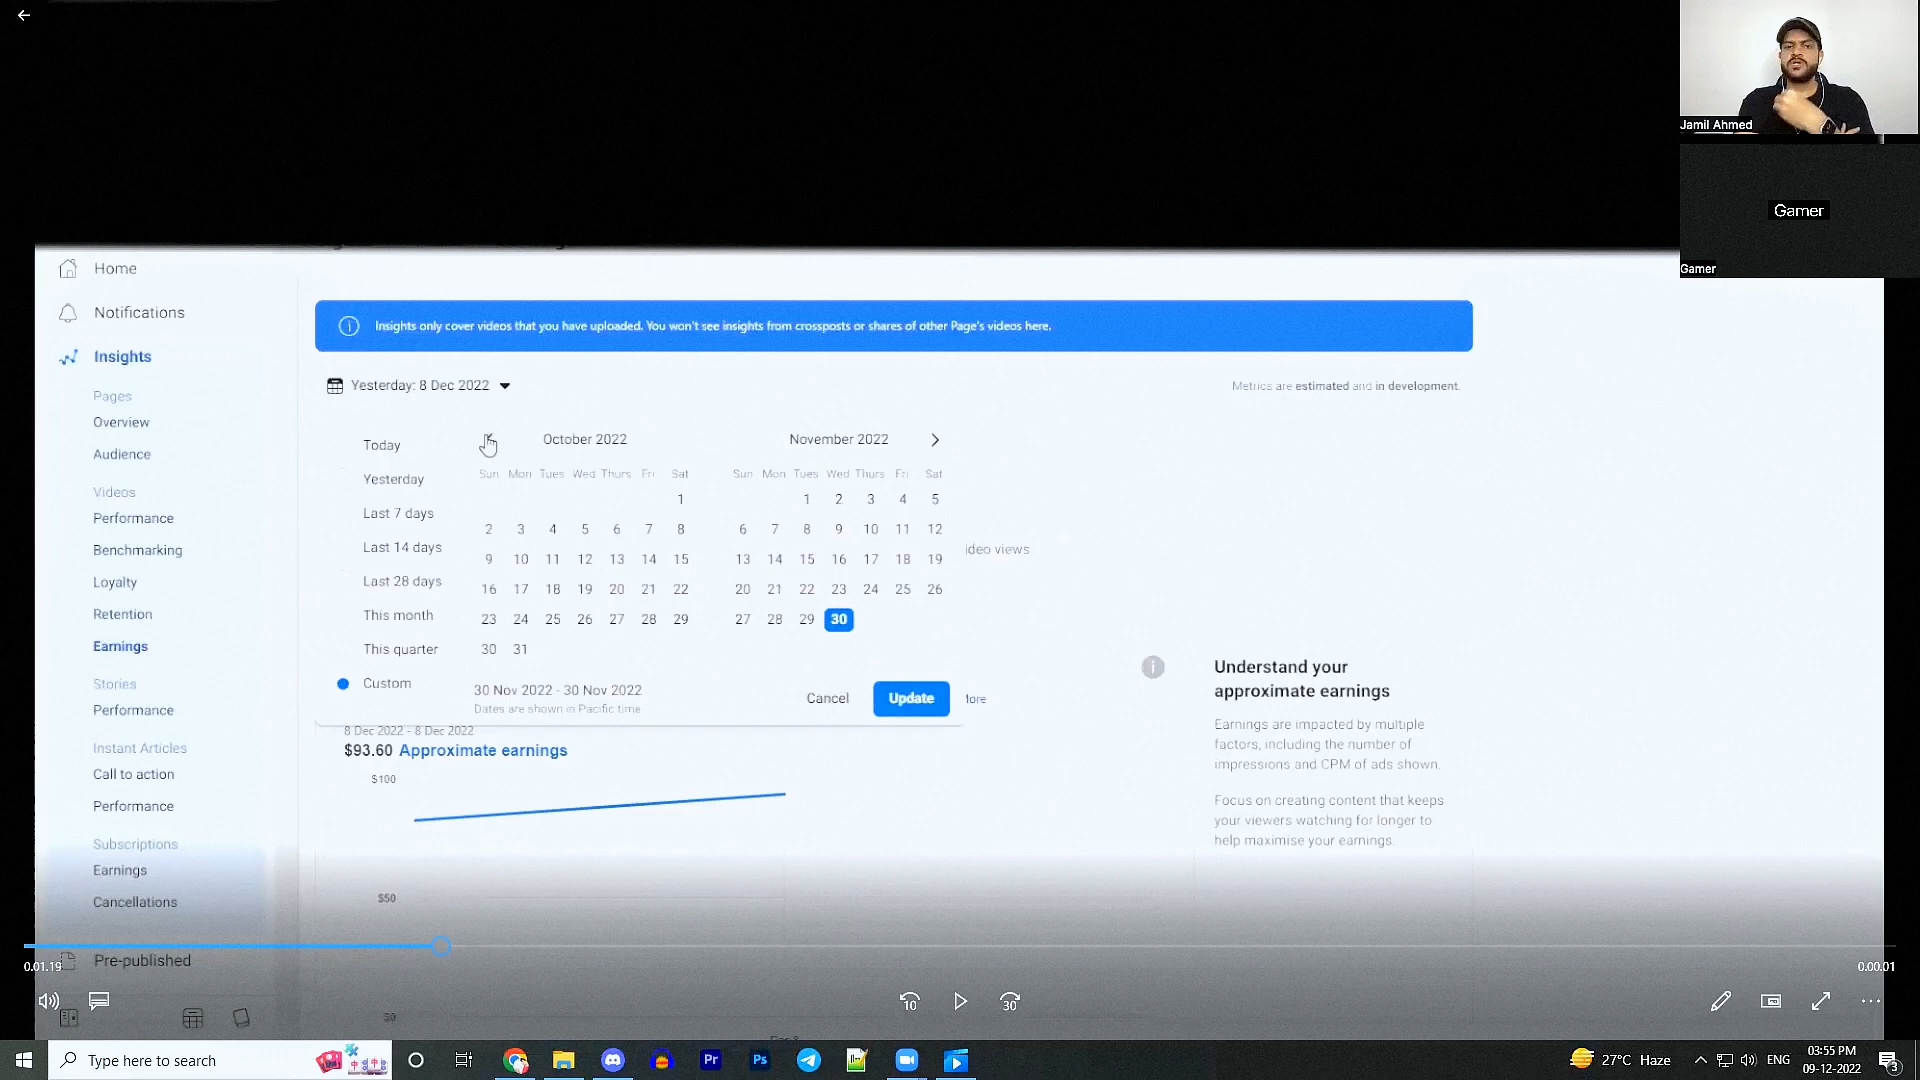 Jamil Ahmed
Gamer
Gamer
Home
Notifications
Insights
Pages
Overview
Audience
Videos
Performance
Benchmarking
Loyalty
Retention
Earnings
Stories
Performance
Instant Articles
Call to action
Performance
Subscriptions
Earnings
Cancellations
Pre-published
Insights only cover videos that you have uploaded. You won't see insights from crossposts or shares of other Page's videos here.
Yesterday: 8 Dec 2022
Metrics are estimated and in development.
Today
Yesterday
Last 7 days
Last 14 days
Last 28 days
This month
This quarter
Custom
October 2022
Sun Mon Tues Wed Thurs Fri Sat
1
2 3 4 5 6 7 8
9 10 11 12 13 14 15
16 17 18 19 20 21 22
23 24 25 26 27 28 29
30 31
November 2022
Sun Mon Tues Wed Thurs Fri Sat
1 2 3 4 5
6 7 8 9 10 11 12
13 14 15 16 17 18 19
20 21 22 23 24 25 26
27 28 29 30
30 Nov 2022 - 30 Nov 2022
Dates are shown in Pacific time
Cancel
Update
ideo views
8 Dec 2022 - 8 Dec 2022
$93.60 Approximate earnings
$100
$50
$0
Understand your
approximate earnings
Earnings are impacted by multiple
factors, including the number of
impressions and CPM of ads shown.
Focus on creating content that keeps
your viewers watching for longer to
help maximise your earnings.
0.01.19
0.00.01
10
30
Type here to search
Pr
Ps
27°C Haze
ENG
03:55 PM
09-12-2022
3